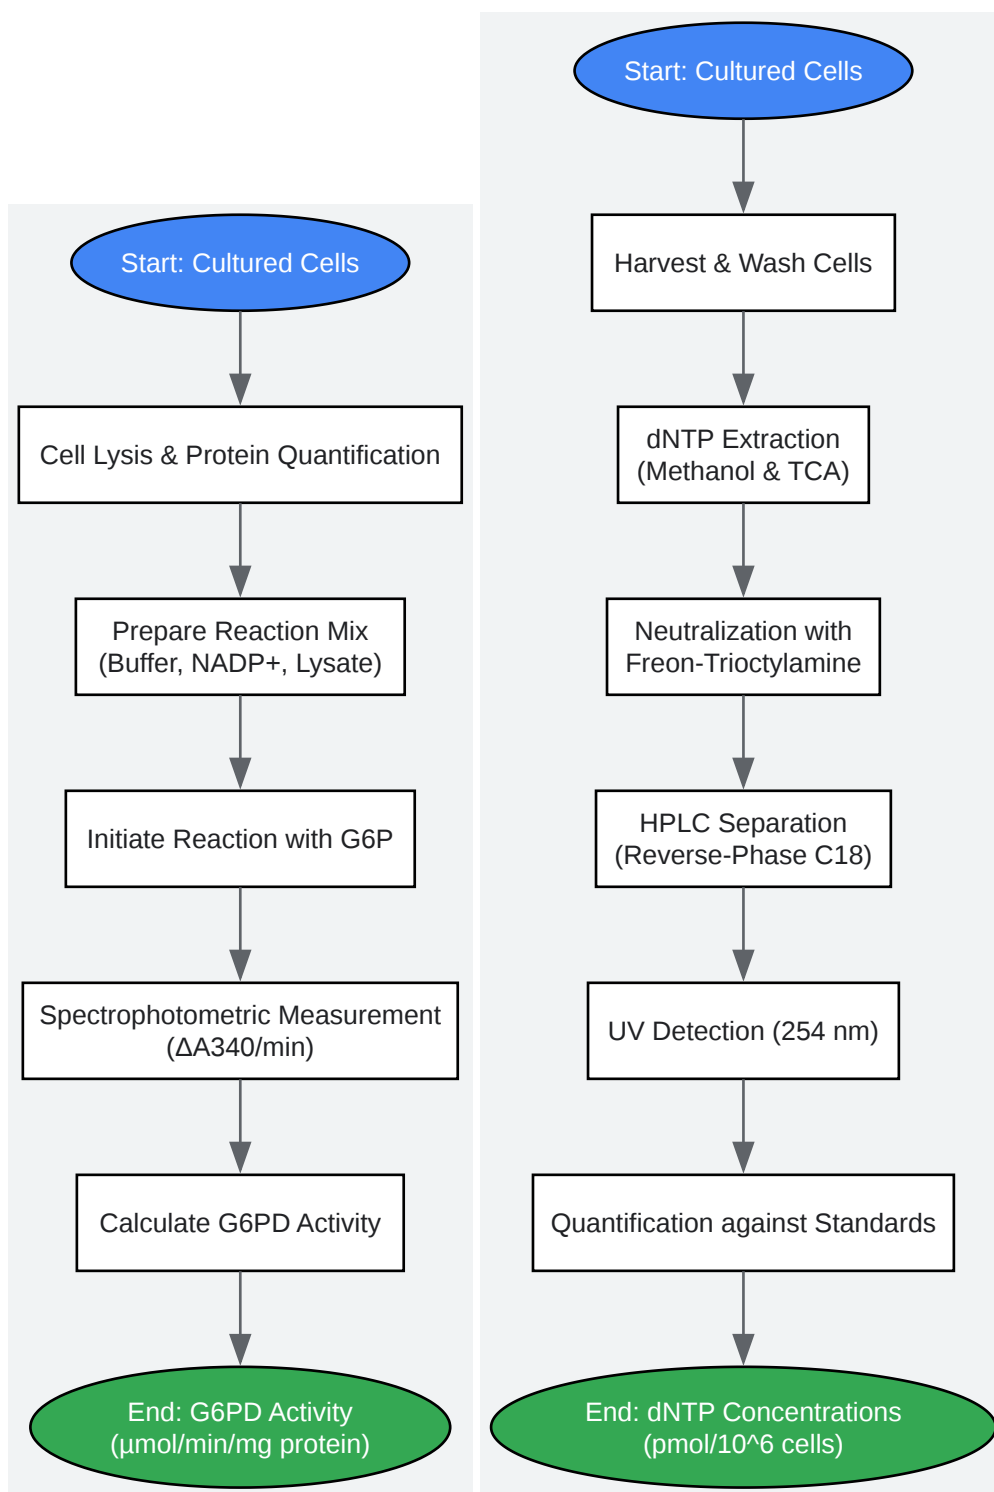 Start: Cultured Cells
Cell Lysis & Protein Quantification
Prepare Reaction Mix
(Buffer, NADP+, Lysate)
Initiate Reaction with G6P
Spectrophotometric Measurement
(ΔA340/min)
Calculate G6PD Activity
End: G6PD Activity
(µmol/min/mg protein)
Start: Cultured Cells
Harvest & Wash Cells
dNTP Extraction
(Methanol & TCA)
Neutralization with
Freon-Trioctylamine
HPLC Separation
(Reverse-Phase C18)
UV Detection (254 nm)
Quantification against Standards
End: dNTP Concentrations
(pmol/10^6 cells)